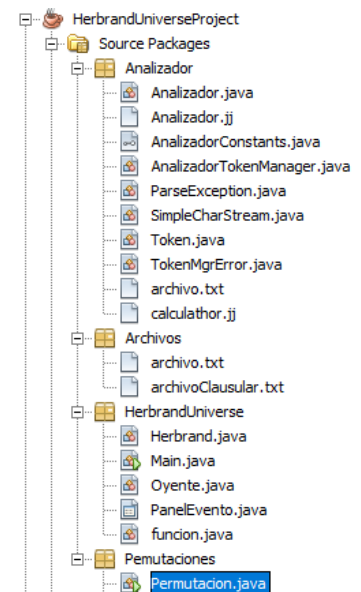 HerbrandUniverseProject
Source Packages
Analizador
Analizador.java
Analizador.jj
AnalizadorConstants.java
AnalizadorTokenManager.java
ParseException.java
SimpleCharStream.java
Token.java
TokenMgrError.java
archivo.txt
calculathor.jj
Archivos
archivo.txt
archivoClausular.txt
HerbrandUniverse
Herbrand.java
Main.java
Oyente.java
PanelEvento.java
funcion.java
Pemutaciones
Permutacion.java